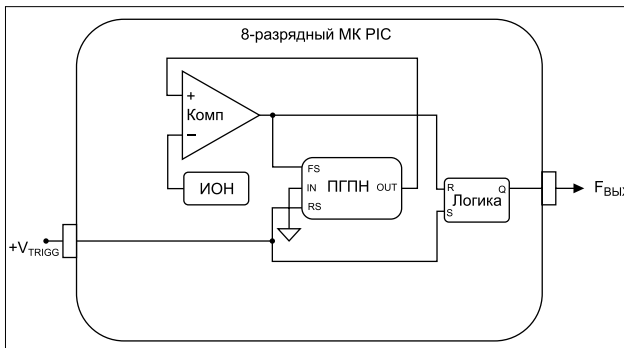 8-разрядный МК PIC
+
Комп
−
ИОН
FS
IN
RS
ПГПН
OUT
R
S
Q
Логика
+VTRIGG
FВЫХ